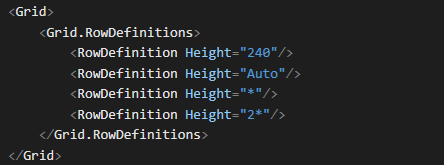 <Grid>
    <Grid.RowDefinitions>
        <RowDefinition Height="240"/>
        <RowDefinition Height="Auto"/>
        <RowDefinition Height="*"/>
        <RowDefinition Height="2*"/>
    </Grid.RowDefinitions>
</Grid>